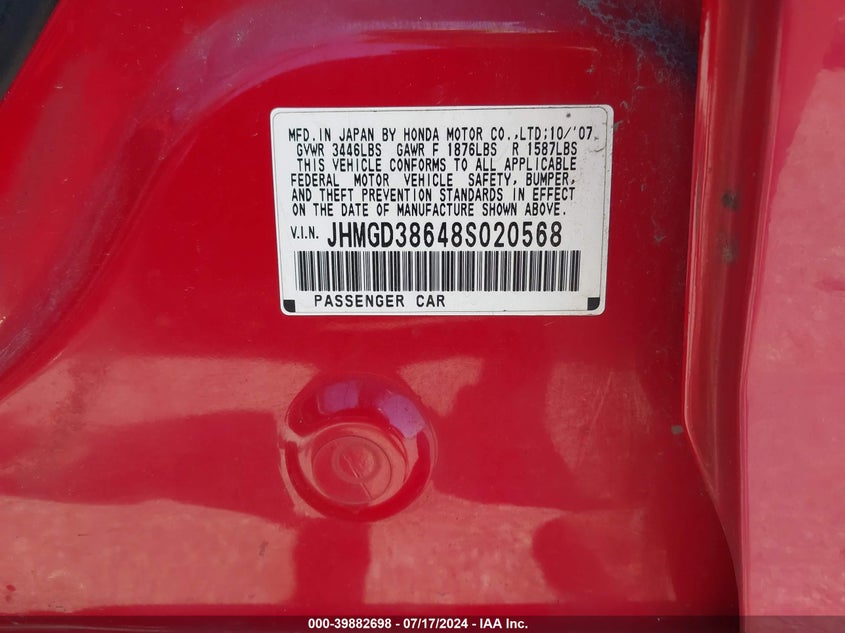 MFD. IN JAPAN BY HONDA MOTOR CO.,LTD;10/'07
GVWR 3446LBS GAWR F 1876LBS R 1587LBS
THIS VEHICLE CONFORMS TO ALL APPLICABLE
FEDERAL MOTOR VEHICLE SAFETY, BUMPER,
AND THEFT PREVENTION STANDARDS IN EFFECT
ON THE DATE OF MANUFACTURE SHOWN ABOVE.
V.I.N. JHMGD38648S020568
PASSENGER CAR
000-39882698 - 07/17/2024 - IAA Inc.